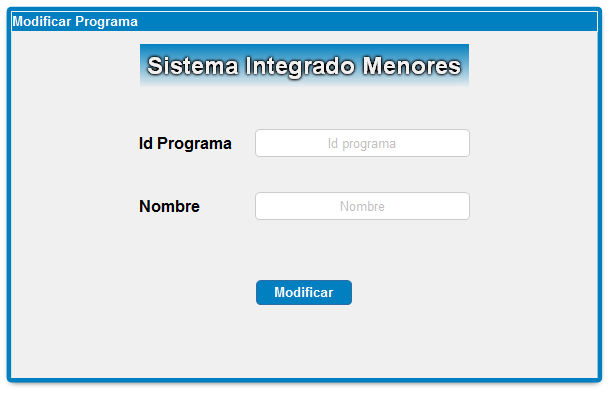 Modificar Programa
Sistema Integrado Menores
Id Programa
Id programa
Nombre
Nombre
Modificar